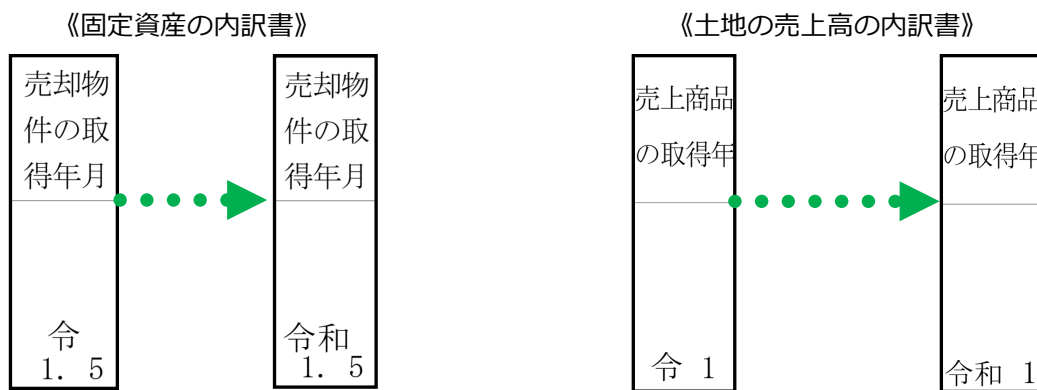 《固定資産の内訳書》
売却物
件の取
得年月
令
1. 5
売却物
件の取
得年月
令和
1. 5
《土地の売上高の内訳書》
売上商品
の取得年
令 1
売上商品
の取得年
令和 1